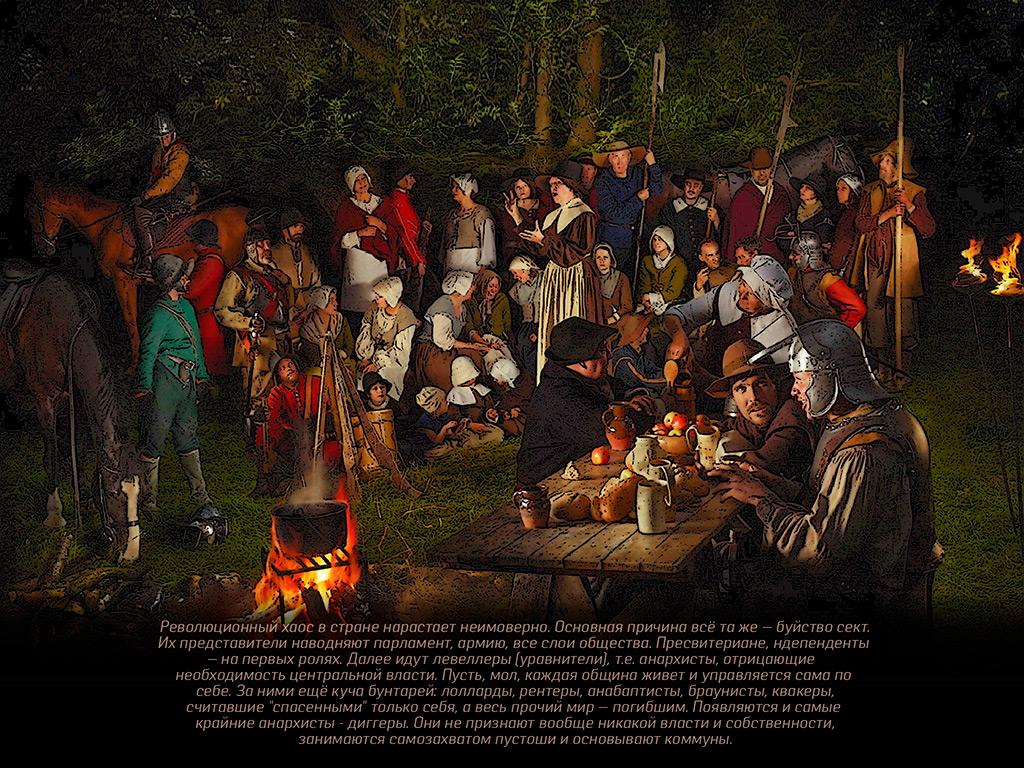 Революционный хаос в стране нарастает неимоверно. Основная причина всё та же — буйство сект.
Их представители наводняют парламент, армию, все слои общества. Пресвитериане, ндепенденты
— на первых ролях. Далее идут левеллеры (уравнители), т.е. анархисты, отрицающие
необходимость центральной власти. Пусть, мол, каждая община живет и управляется сама по
себе. За ними ещё куча бунтарей: лолларды, рентеры, анабаптисты, браунисты, квакеры,
считавшие "спасенными" только себя, а весь прочий мир — погибшим. Появляются и самые
крайние анархисты - диггеры. Они не признают вообще никакой власти и собственности,
занимаются самозахватом пустоши и основывают коммуны.